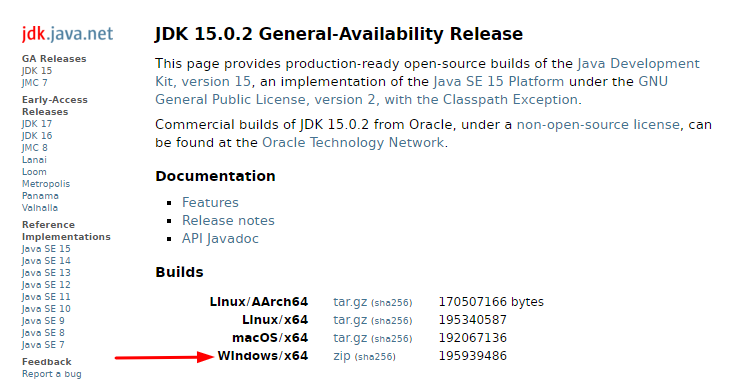 jdk.java.net
GA Releases
JDK 15
JMC 7
Early-Access
Releases
JDK 17
JDK 16
JMC 8
Lanai
Loom
Metropolis
Panama
Valhalla
Reference
Implementations
Java SE 15
Java SE 14
Java SE 13
Java SE 12
Java SE 11
Java SE 10
Java SE 9
Java SE 8
Java SE 7
Feedback
Report a bug
JDK 15.0.2 General-Availability Release
This page provides production-ready open-source builds of the Java Development
Kit, version 15, an implementation of the Java SE 15 Platform under the GNU
General Public License, version 2, with the Classpath Exception.
Commercial builds of JDK 15.0.2 from Oracle, under a non-open-source license, can
be found at the Oracle Technology Network.
Documentation
Features
Release notes
API Javadoc
Builds
Linux/AArch64 tar.gz (sha256) 170507166 bytes
Linux/x64 tar.gz (sha256) 195340587
macOS/x64 tar.gz (sha256) 192067136
Windows/x64 zip (sha256) 195939486